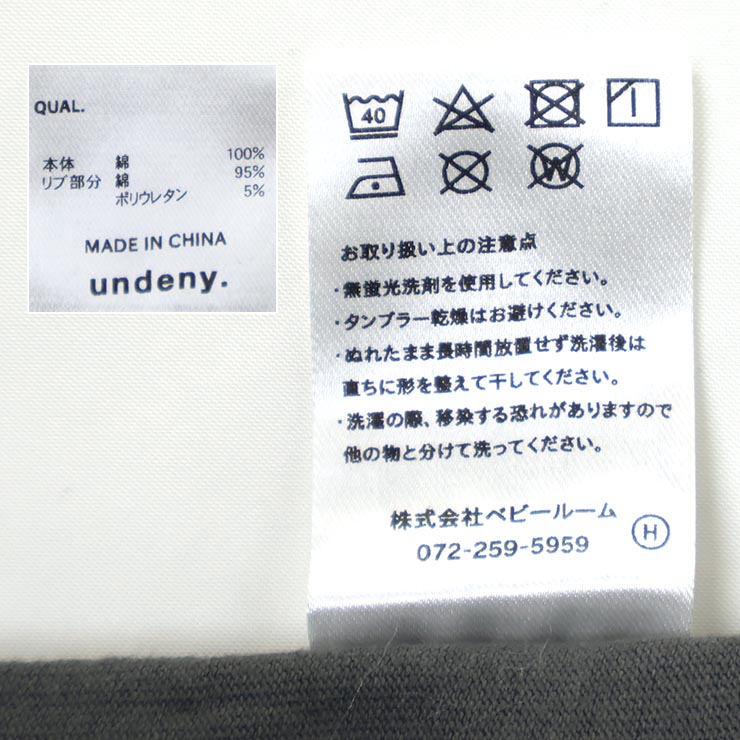 QUAL.
本体 綿 100%
リブ部分 綿 95%
ポリウレタン 5%
MADE IN CHINA
undeny.
40
W
お取り扱い上の注意点
・無蛍光洗剤を使用してください。
・タンブラー乾燥はお避けください。
・ぬれたまま長時間放置せず洗濯後は
直ちに形を整えて干してください。
・洗濯の際、移染する恐れがありますので
他の物と分けて洗ってください。
株式会社ベビールーム
072-259-5959
H